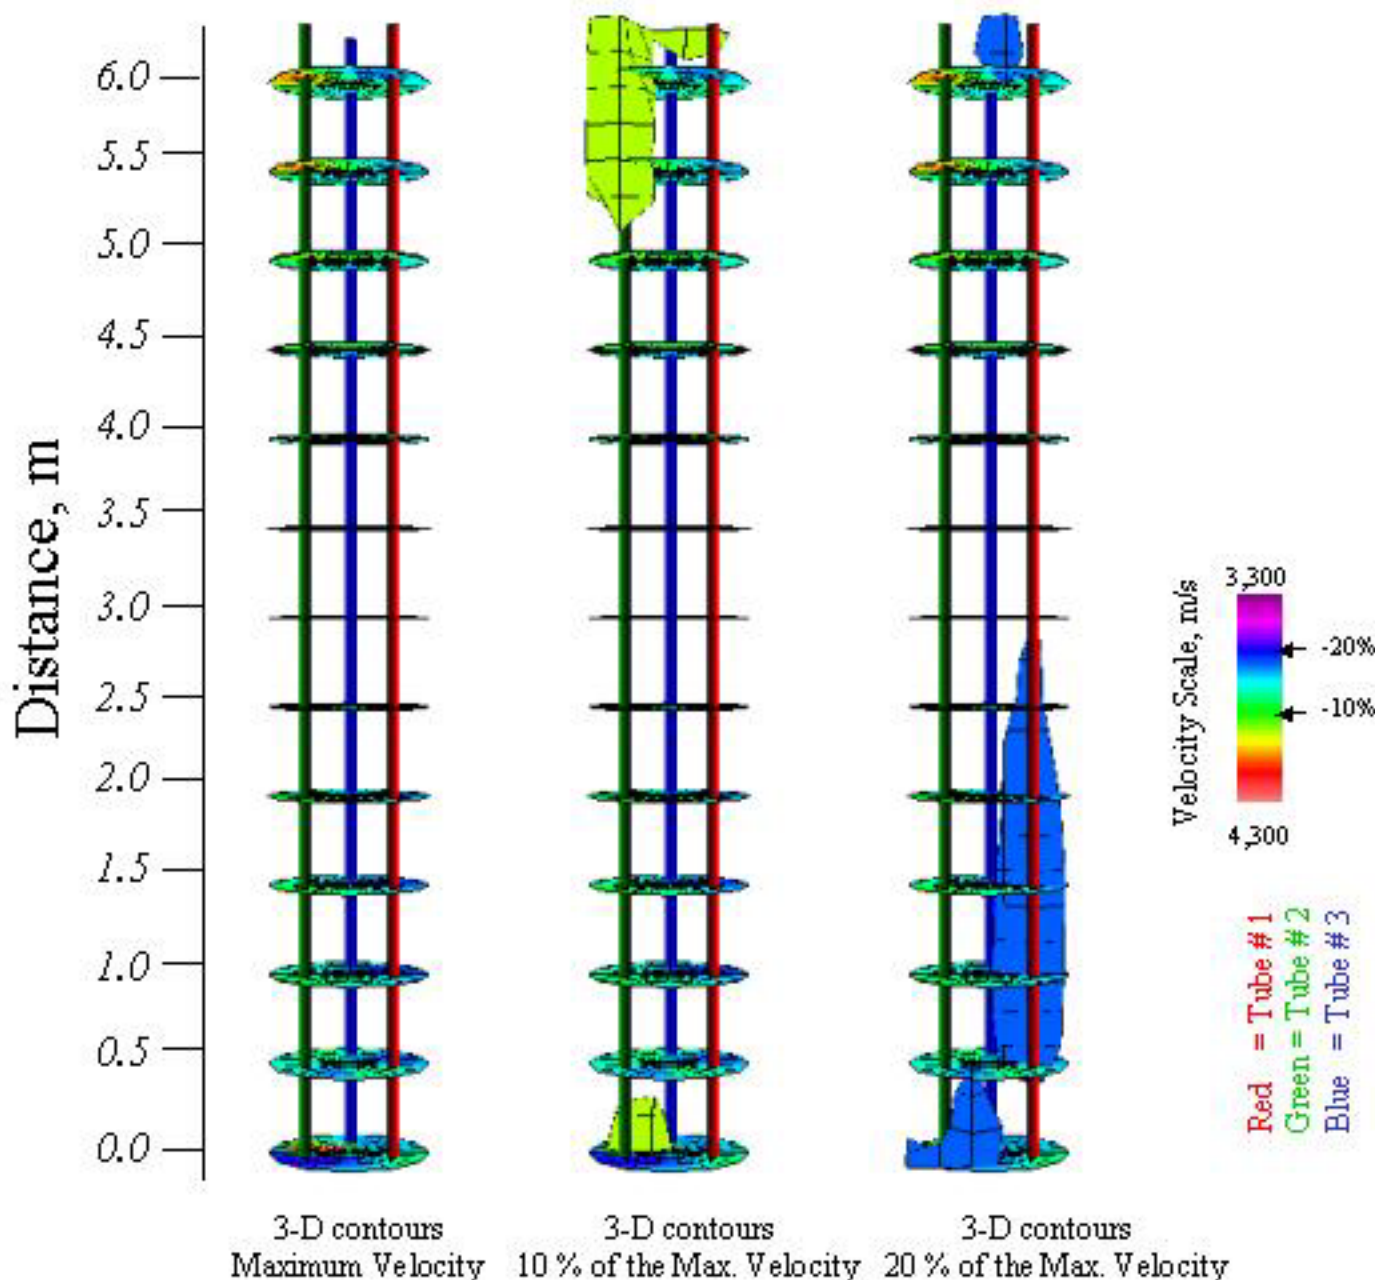 Distance, m
6.0
5.5
5.0
4.5
4.0
3.5
3.0
2.5
2.0
1.5
1.0
0.5
0.0
Velocity Scale, m/s
3,300
-20%
-10%
4,300
Red = Tube #1
Green = Tube #2
Blue = Tube #3
3-D contours
Maximum Velocity
3-D contours
10 % of the Max. Velocity
3-D contours
20 % of the Max. Velocity